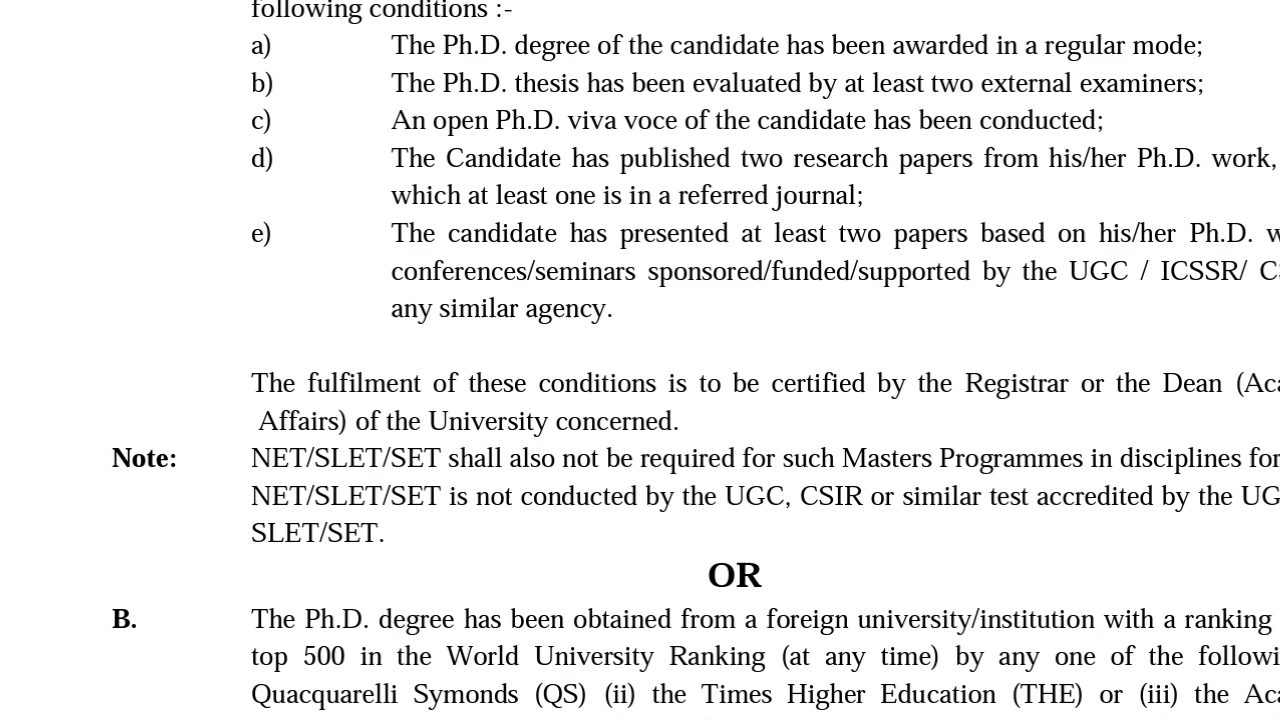 following conditions :-
a) The Ph.D. degree of the candidate has been awarded in a regular mode;
b) The Ph.D. thesis has been evaluated by at least two external examiners;
c) An open Ph.D. viva voce of the candidate has been conducted;
d) The Candidate has published two research papers from his/her Ph.D. work,
which at least one is in a referred journal;
e) The candidate has presented at least two papers based on his/her Ph.D.
conferences/seminars sponsored/funded/supported by the UGC / ICSSR/
any similar agency.
The fulfilment of these conditions is to be certified by the Registrar or the Dean
Affairs) of the University concerned.
Note: NET/SLET/SET shall also not be required for such Masters Programmes in disciplines for
NET/SLET/SET is not conducted by the UGC, CSIR or similar test accredited by the
SLET/SET.
OR
B. The Ph.D. degree has been obtained from a foreign university/institution with a ranking
top 500 in the World University Ranking (at any time) by any one of the
Quacquarelli Symonds (QS) (ii) the Times Higher Education (THE) or (iii) the